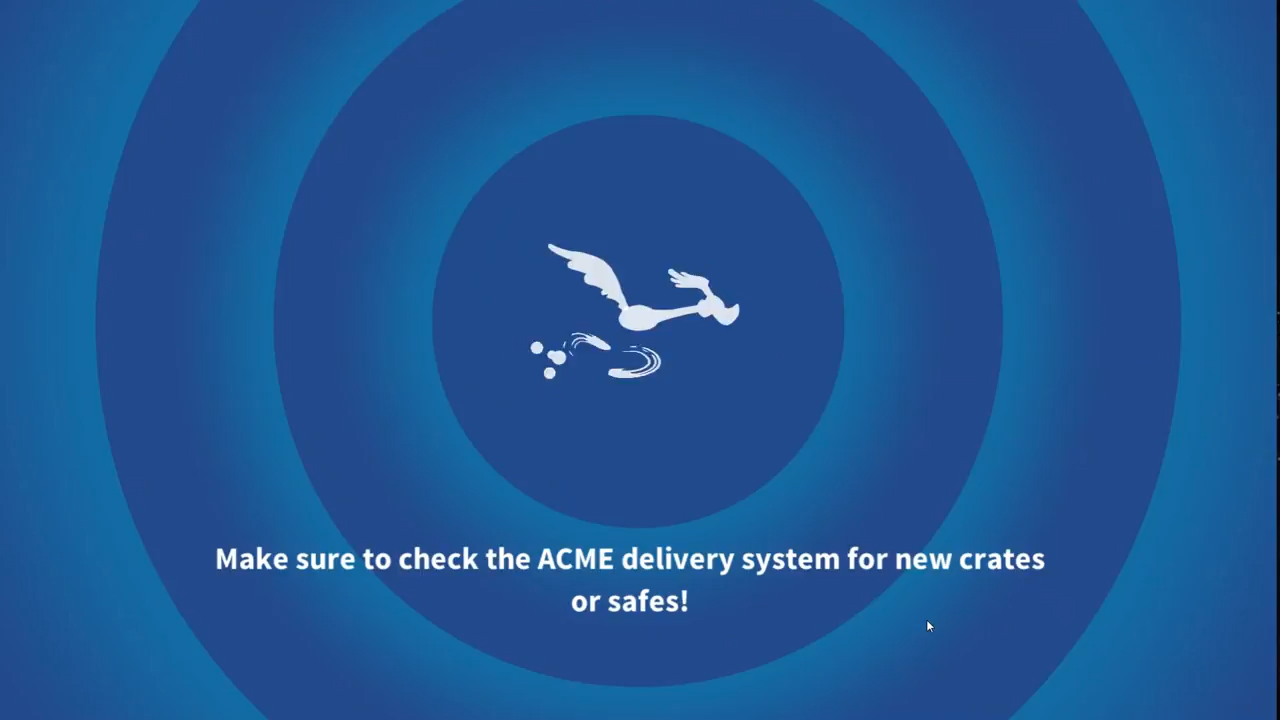 Make sure to check the ACME delivery system for new crates
or safes!